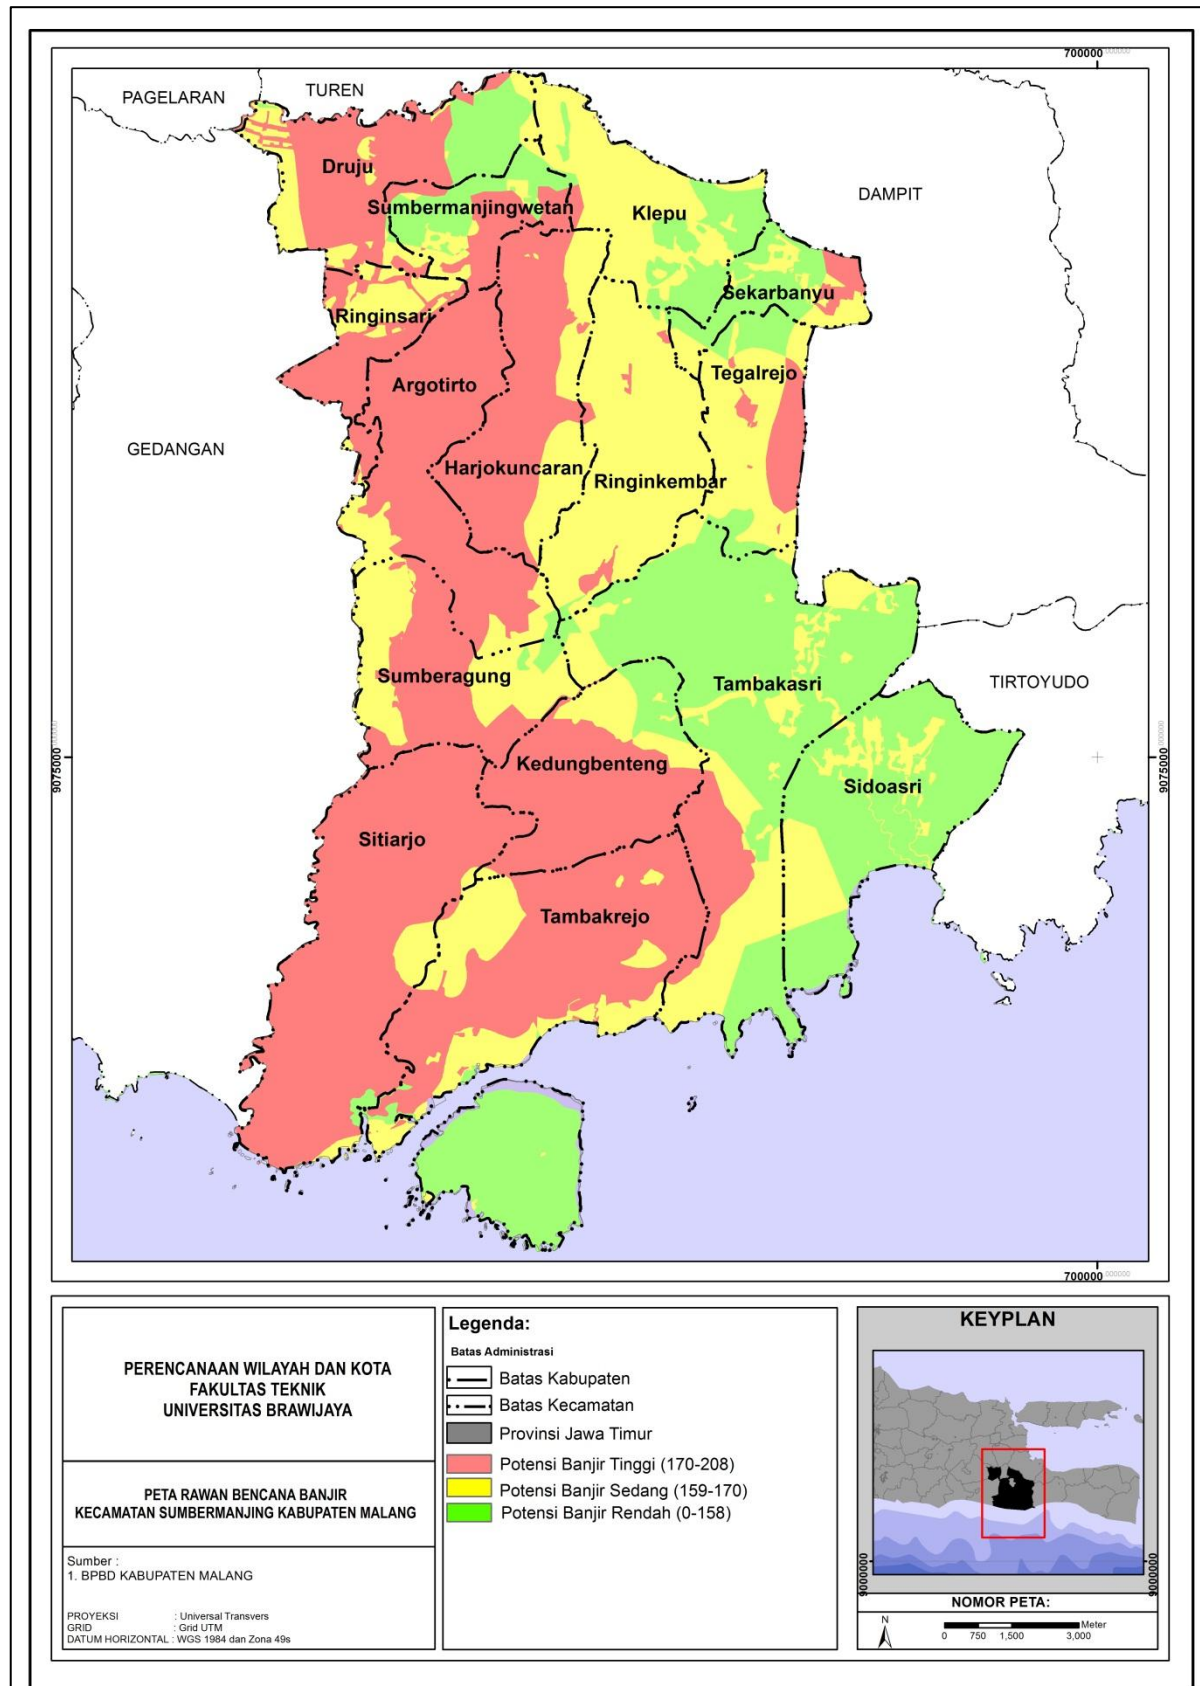 700000 000000
PAGELARAN
TUREN
Druju
DAMPIT
Sumbermanjingwetan
Klepu
Sekarbanyu
Ringinsari
Tegalrejo
Argotirto
GEDANGAN
Harjokuncaran
Ringinkembar
Sumberagung
Tambakasri
TIRTOYUDO
9075000 000000
9075000 000000
Kedungbenteng
Sidoasri
Sitiarjo
Tambakrejo
700000 000000
PERENCANAAN WILAYAH DAN KOTA
FAKULTAS TEKNIK
UNIVERSITAS BRAWIJAYA
PETA RAWAN BENCANA BANJIR
KECAMATAN SUMBERMANJING KABUPATEN MALANG
Sumber :
1. BPBD KABUPATEN MALANG
PROYEKSI : Universal Transvers
GRID : Grid UTM
DATUM HORIZONTAL : WGS 1984 dan Zona 49s
Legenda:
Batas Administrasi
Batas Kabupaten
Batas Kecamatan
Provinsi Jawa Timur
Potensi Banjir Tinggi (170-208)
Potensi Banjir Sedang (159-170)
Potensi Banjir Rendah (0-158)
KEYPLAN
9000000
9000000
NOMOR PETA:
N
Meter
0 750 1,500 3,000